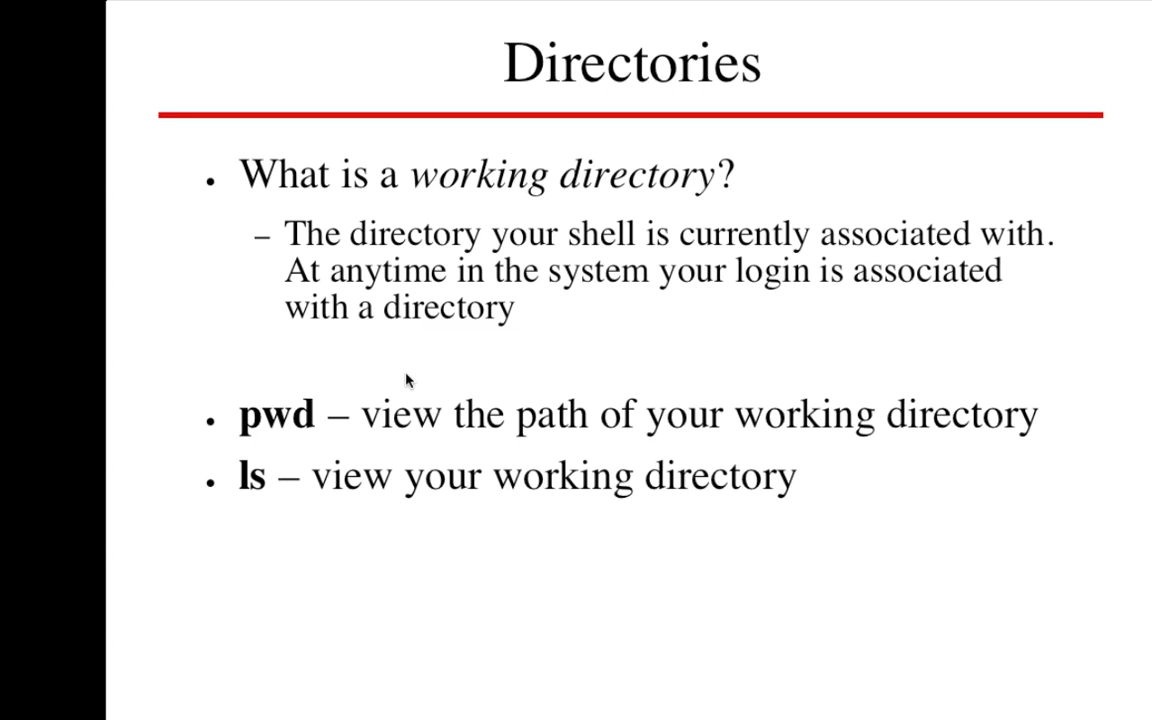 Directories
• What is a working directory?
– The directory your shell is currently associated with.
At anytime in the system your login is associated
with a directory
• pwd – view the path of your working directory
• ls – view your working directory